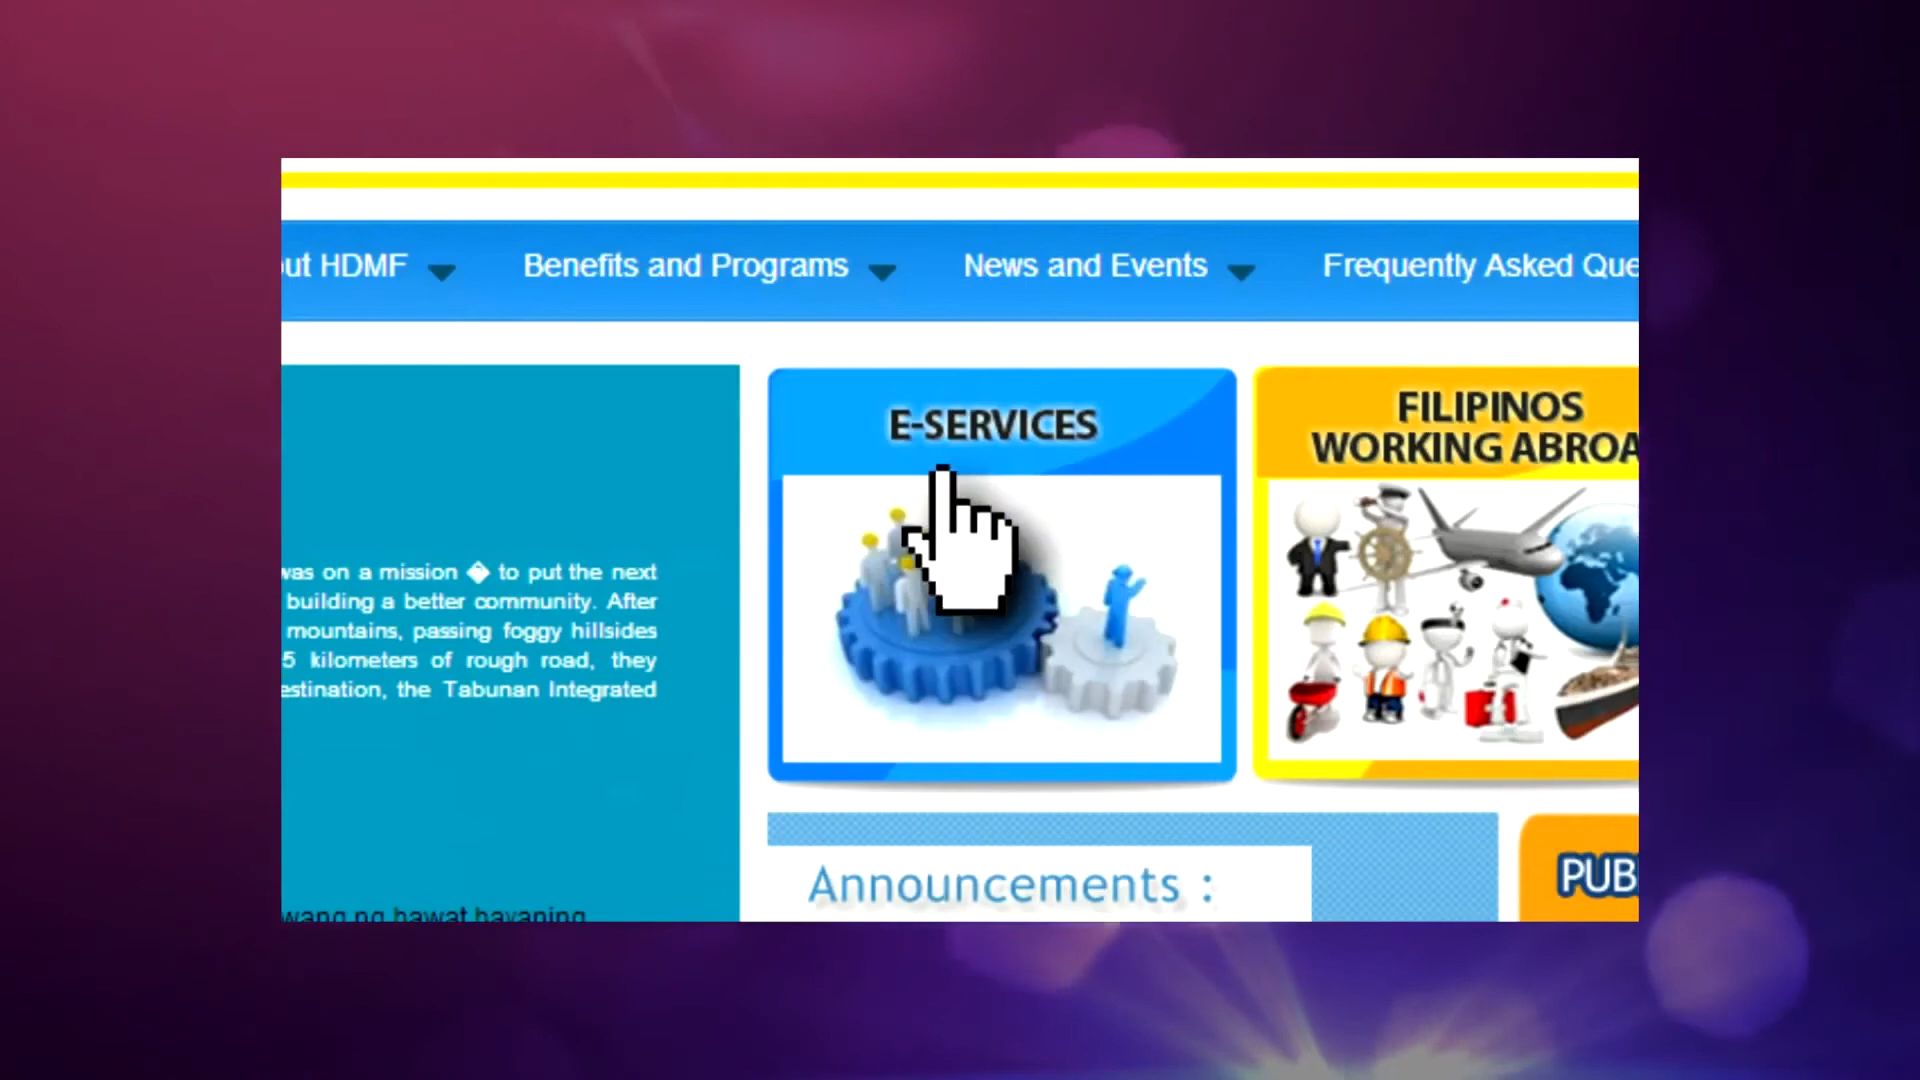 out HDMF
Benefits and Programs
News and Events
Frequently Asked Que
E-SERVICES
FILIPINOS
WORKING ABROA
was on a mission � to put the next
building a better community. After
mountains, passing foggy hillsides
5 kilometers of rough road, they
estination, the Tabunan Integrated
Announcements :
PUB
wang ng bawat bayaning